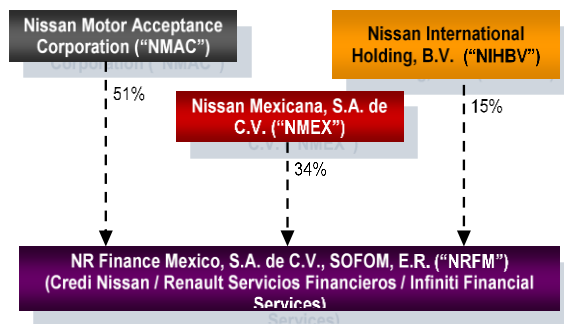 Nissan Motor Acceptance
Corporation (“NMAC”)
Nissan International
Holding, B.V. (“NIHBV”)
51%
Nissan Mexicana, S.A. de
C.V. (“NMEX”)
15%
34%
NR Finance Mexico, S.A. de C.V., SOFOM, E.R. (“NRFM”)
(Credi Nissan / Renault Servicios Financieros / Infiniti Financial
Services)